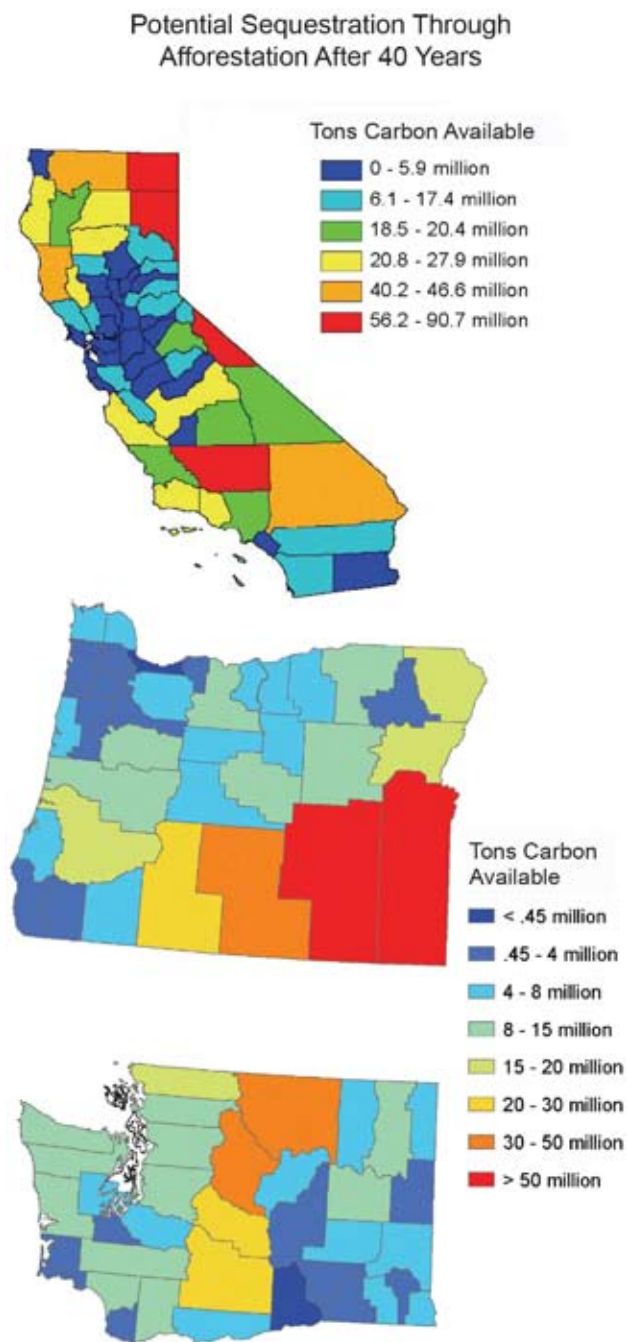 Potential Sequestration Through
Afforestation After 40 Years
Tons Carbon Available
0 - 5.9 million
6.1 - 17.4 million
18.5 - 20.4 million
20.8 - 27.9 million
40.2 - 46.6 million
56.2 - 90.7 million
Tons Carbon
Available
< .45 million
.45 - 4 million
4 - 8 million
8 - 15 million
15 - 20 million
20 - 30 million
30 - 50 million
> 50 million